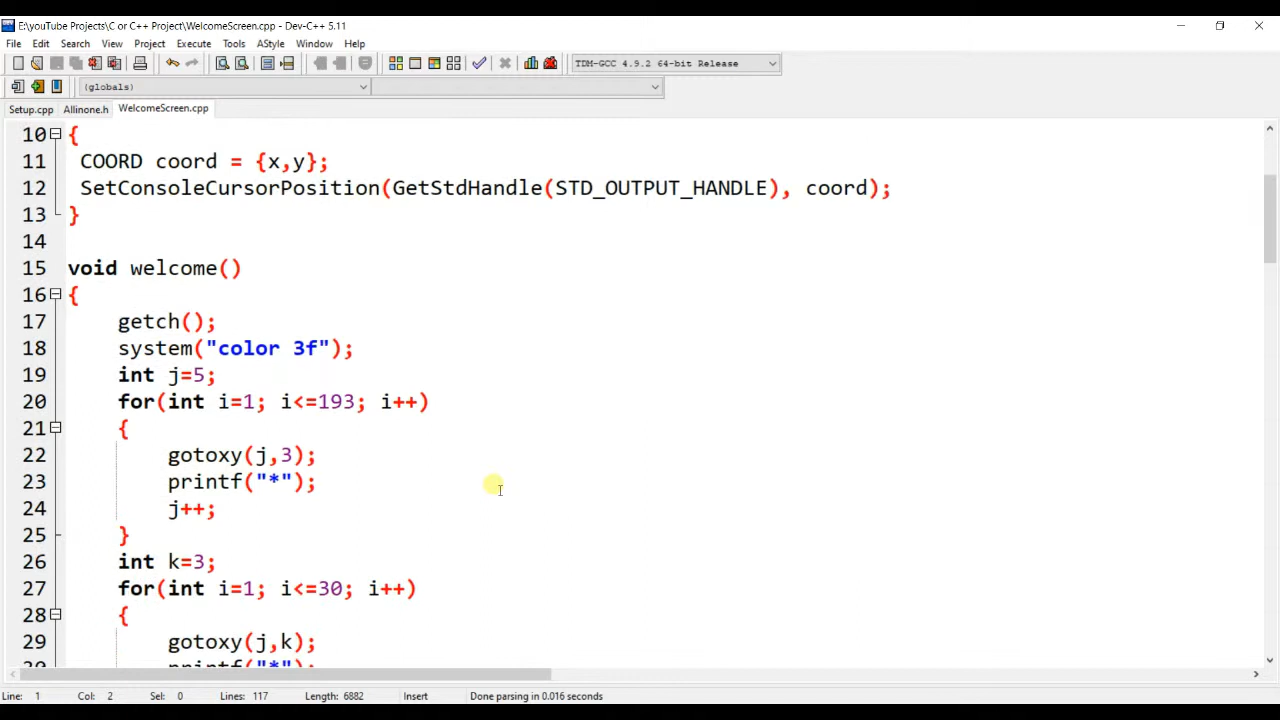 E:\youTube Projects\C or C++ Project\WelcomeScreen.cpp - Dev-C++ 5.11
File Edit Search View Project Execute Tools AStyle Window Help
TDM-GCC 4.9.2 64-bit Release
(globals)
Setup.cpp Allinone.h WelcomeScreen.cpp
10 {
11 COORD coord = {x,y};
12 SetConsoleCursorPosition(GetStdHandle(STD_OUTPUT_HANDLE), coord);
13 }
14
15 void welcome()
16 {
17 getch();
18 system("color 3f");
19 int j=5;
20 for(int i=1; i<=193; i++)
21 {
22 gotoxy(j,3);
23 printf("*");
24 j++;
25 }
26 int k=3;
27 for(int i=1; i<=30; i++)
28 {
29 gotoxy(j,k);
30 printf("*");
Line: 1 Col: 2 Sel: 0 Lines: 117 Length: 6882 Insert Done parsing in 0.016 seconds